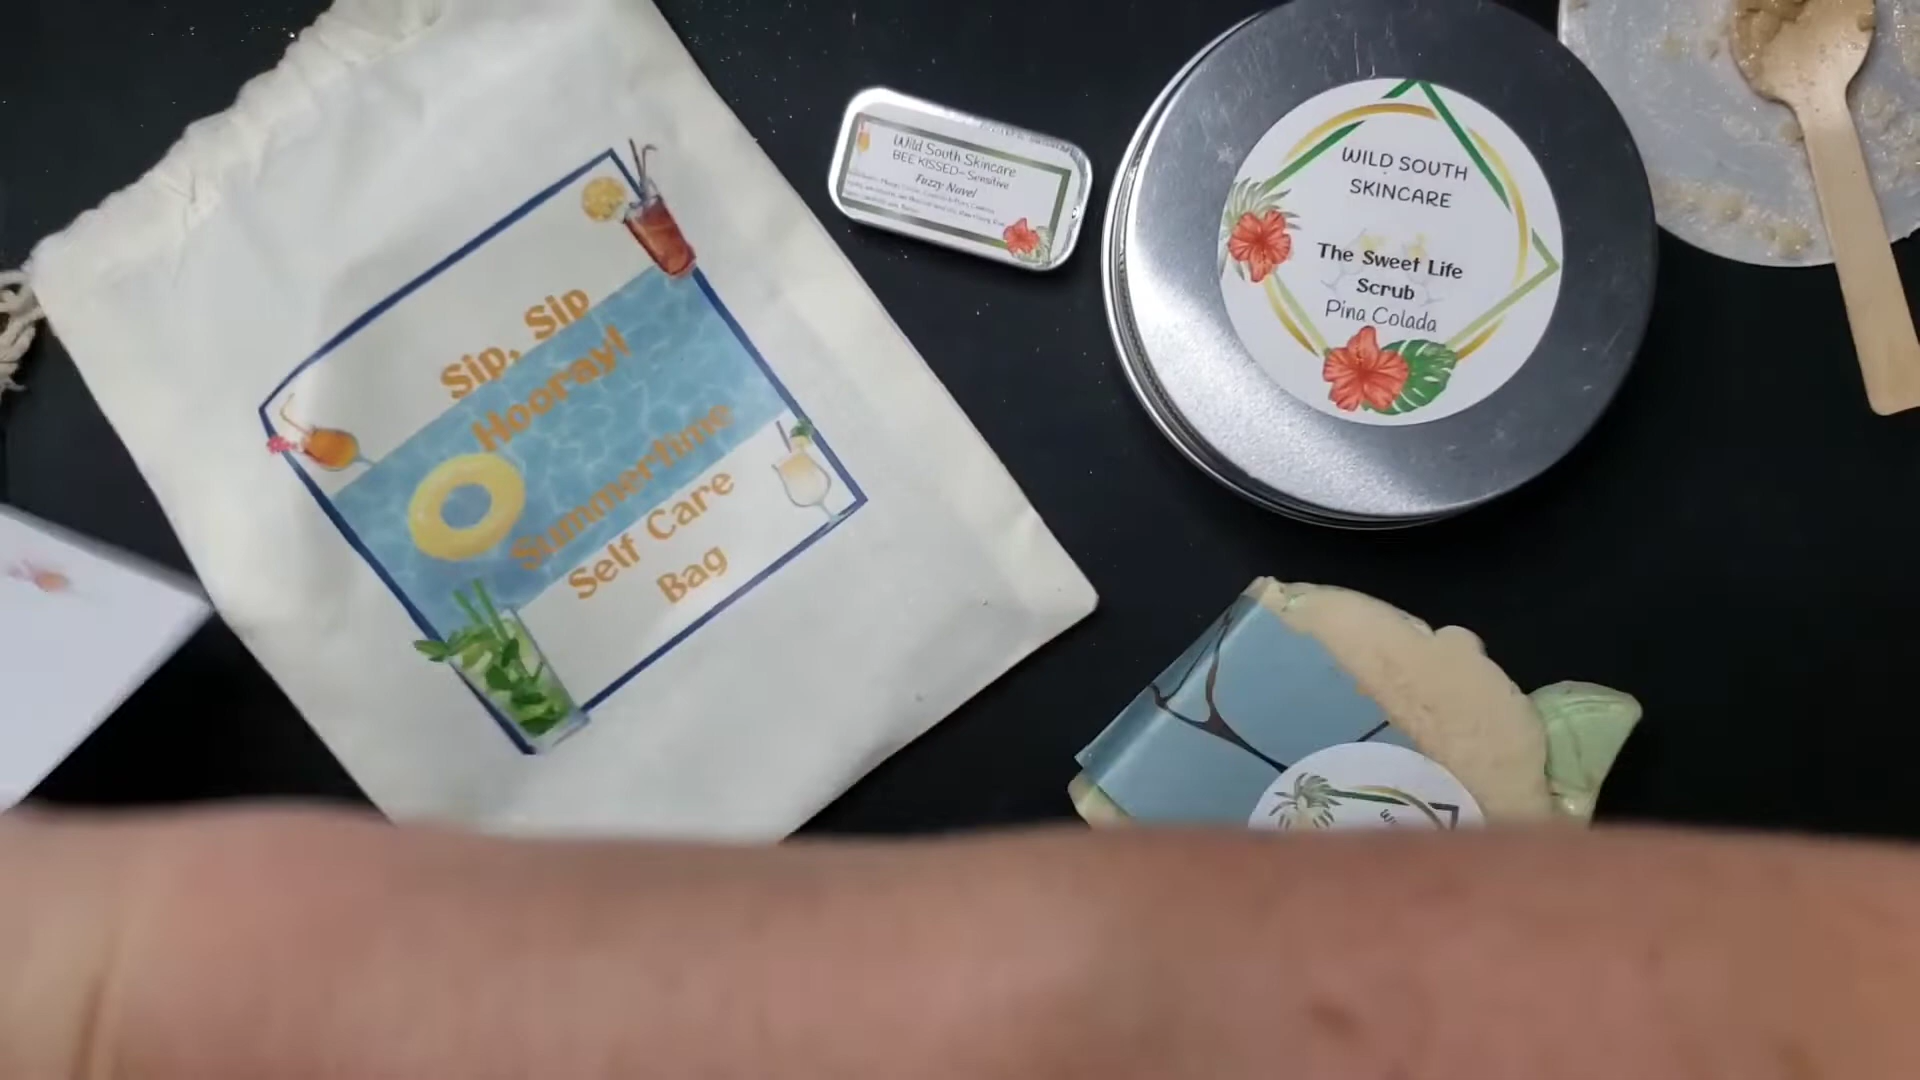 Sip, Sip
Hooray!
Summertime
Self Care
Bag
Wild South Skincare
BEE KISSED- Sensitive
Fuzzy Navel
WILD SOUTH
SKINCARE
The Sweet Life
Scrub
Pina Colada